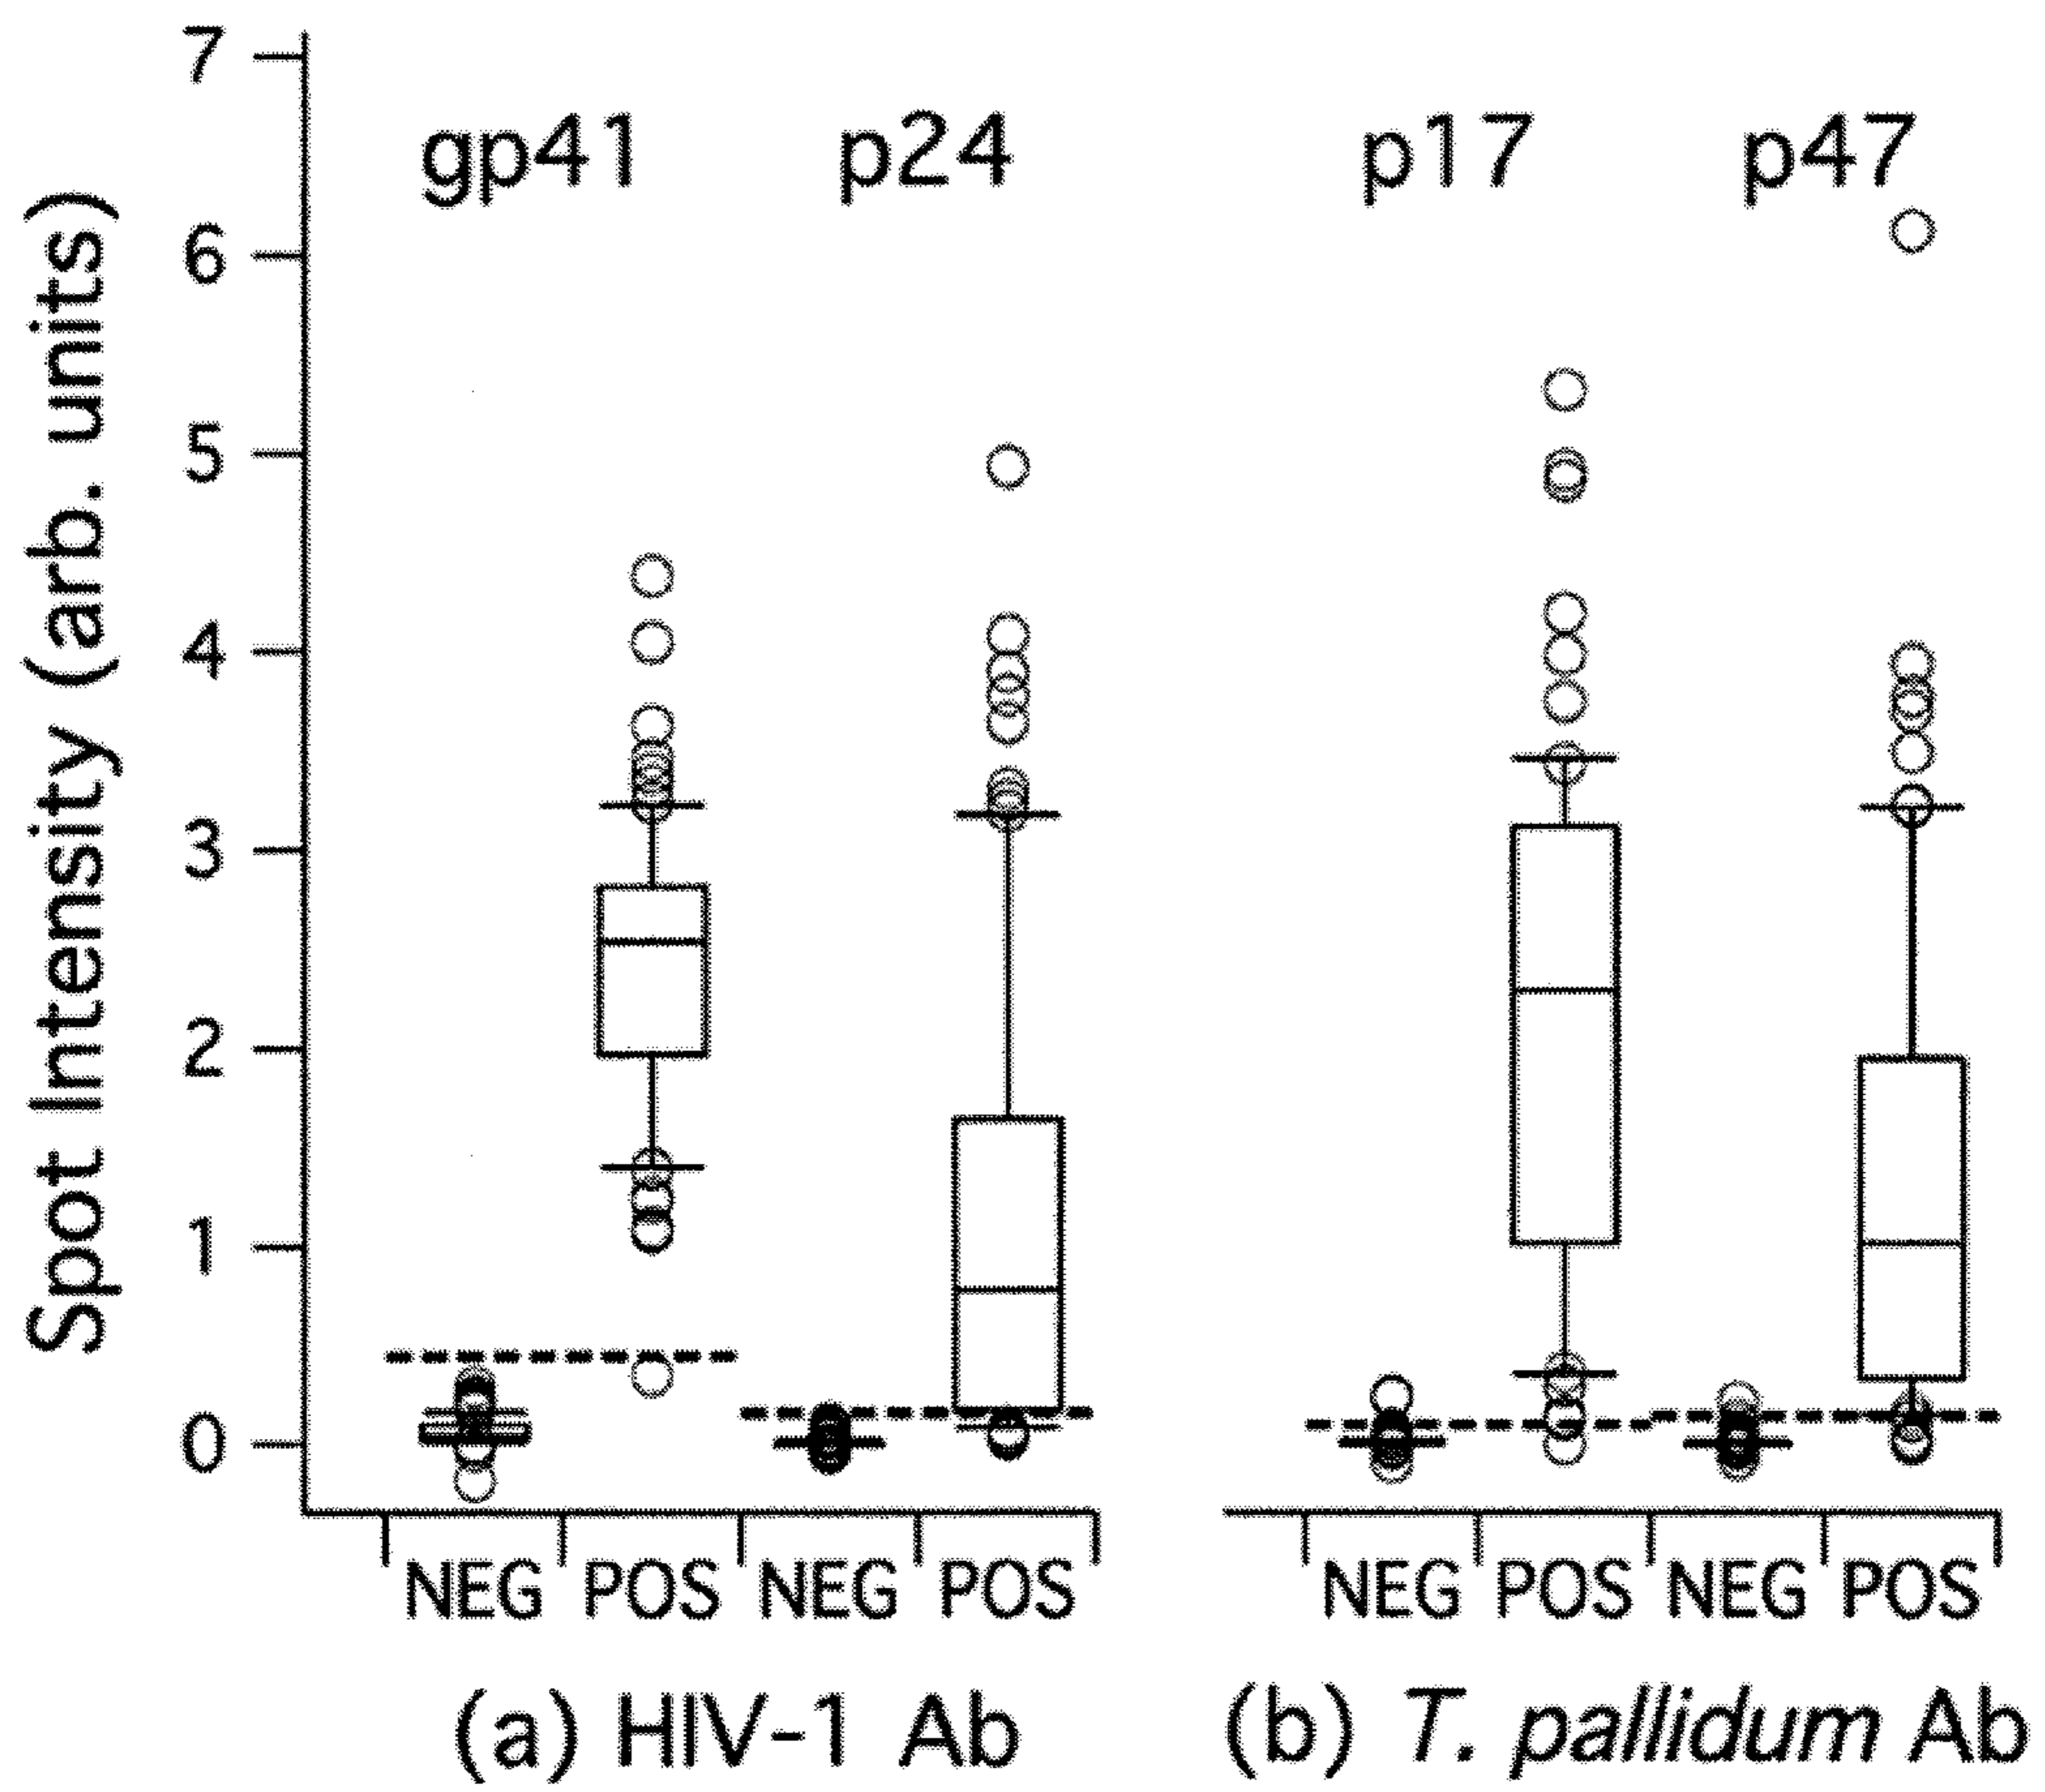 Spot Intensity (arb. units)
7
6
5
4
3
2
1
0
gp41 p24 p17 p47
NEG POS NEG POS NEG POS NEG POS
(a) HIV-1 Ab (b) T. pallidum Ab